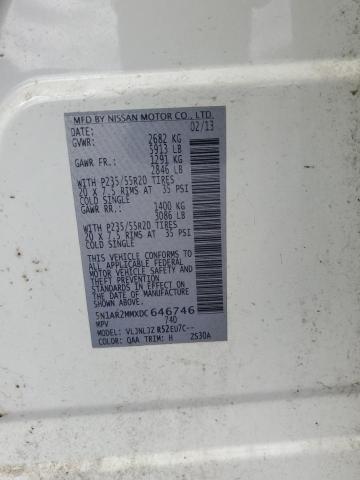 MFD BY NISSAN MOTOR CO., LTD.
DATE: 02/13
GVWR: 2682 KG
5913 LB
GAWR FR.: 1291 KG
2846 LB
WITH P235/55R20 TIRES
20 X 7.5 RIMS AT 35 PSI
COLD SINGLE
GAWR RR.: 1400 KG
3086 LB
WITH P235/55R20 TIRES
20 X 7.5 RIMS AT 35 PSI
COLD SINGLE
THIS VEHICLE CONFORMS TO
ALL APPLICABLE FEDERAL
MOTOR VEHICLE SAFETY AND
THEFT PREVENTION
STANDARDS IN EFFECT ON
THE DATE OF MANUFACTURE
SHOWN ABOVE.
5N1AR2MMXDC646746
MPV 740
MODEL: VLJNLJZ R52EU7C--
COLOR: QAA TRIM: H 2S30A